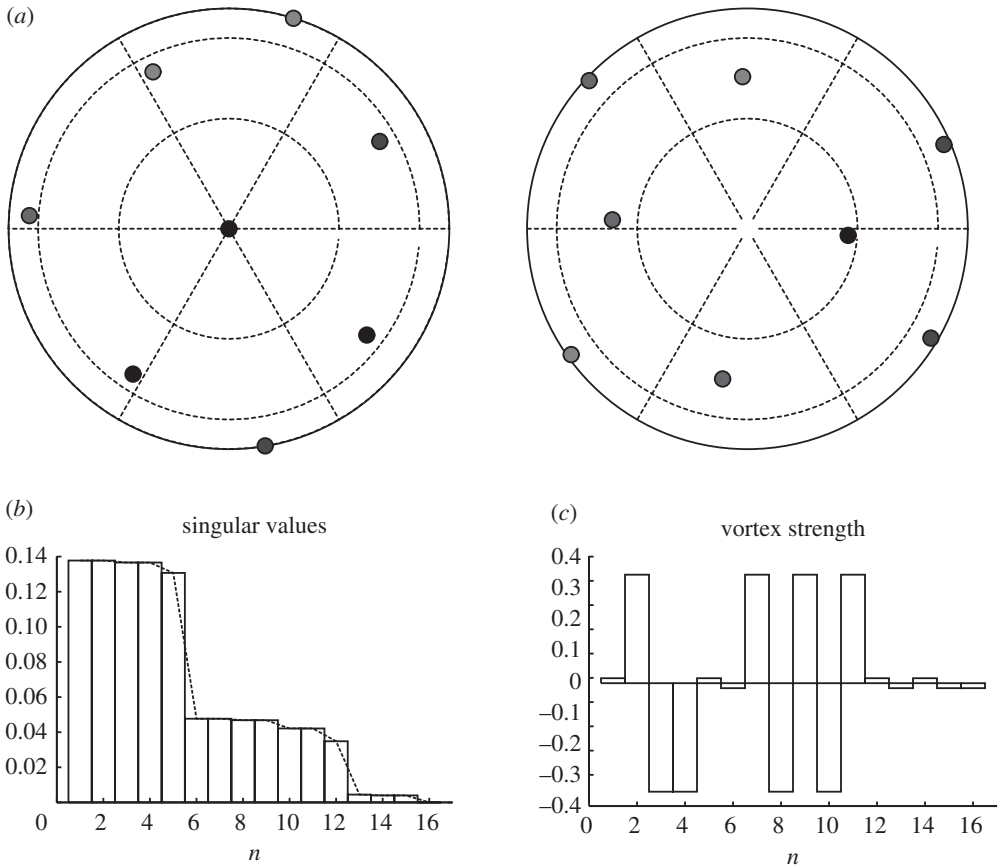 (a)
(b)
singular values
0.14
0.12
0.10
0.08
0.06
0.04
0.02
0 2 4 6 8 10 12 14 16
n
(c)
vortex strength
0.4
0.3
0.2
0.1
0
–0.1
–0.2
–0.3
–0.4
0 2 4 6 8 10 12 14 16
n